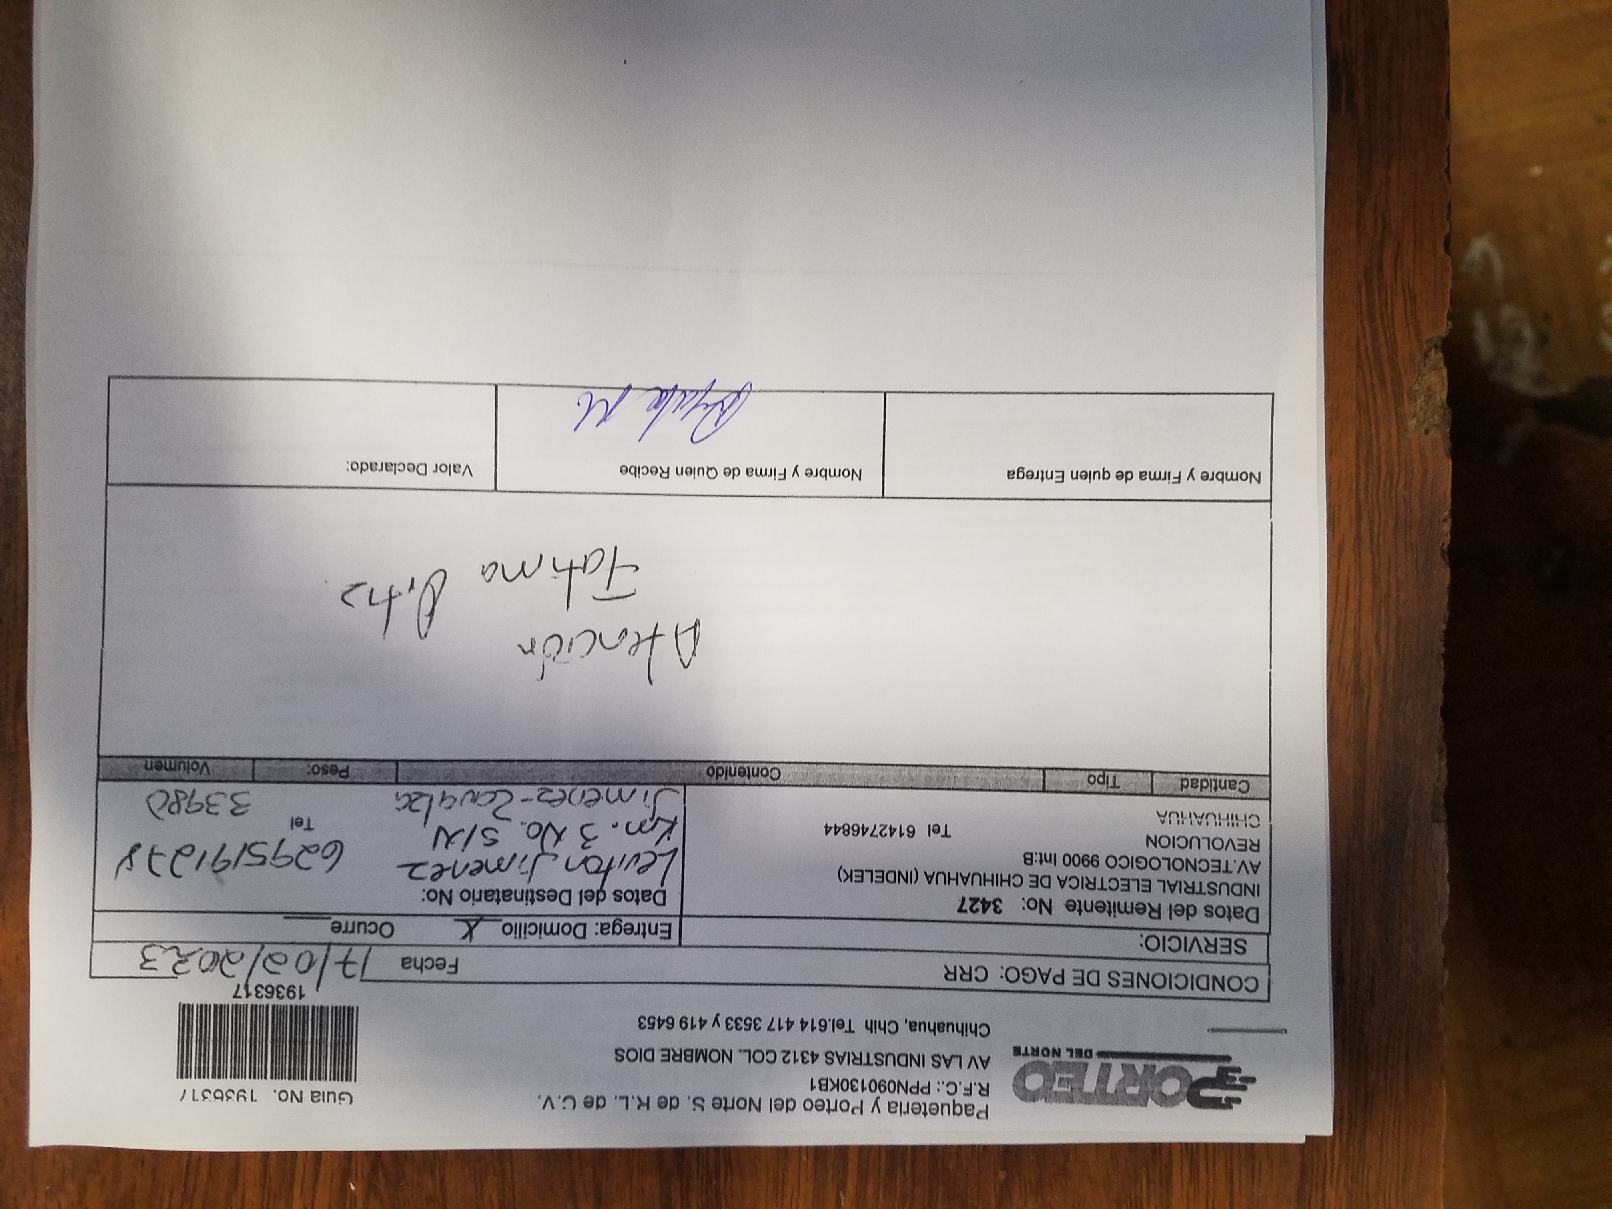 PORTEO
DEL NORTE
Paqueteria y Porteo del Norte S. de R.L. de C.V.
R.F.C.: PPN090130KB1
AV LAS INDUSTRIAS 4312 COL. NOMBRE DIOS
Chihuahua, Chih Tel.614 417 3533 y 419 6453
Guia No. 1936317
1936317
CONDICIONES DE PAGO: CRR
Fecha 17/02/2023
SERVICIO:
Entrega: Domicilio X Ocurre
Datos del Remitente No: 3427
INDUSTRIAL ELECTRICA DE CHIHUAHUA (INDELEK)
AV.TECNOLOGICO 9900 Int:B
REVOLUCION
CHIHUAHUA
Tel 6142746844
Datos del Destinatario No:
Leviton Jimenez
Km. 3 No. S/N
Jimenez-Zavalza
Tel
33980
Cantidad Tipo Contenido Peso: Volumen
Atención
Fatima Ortz
Nombre y Firma de quien Entrega
Nombre y Firma de Quien Recibe
Valor Declarado: